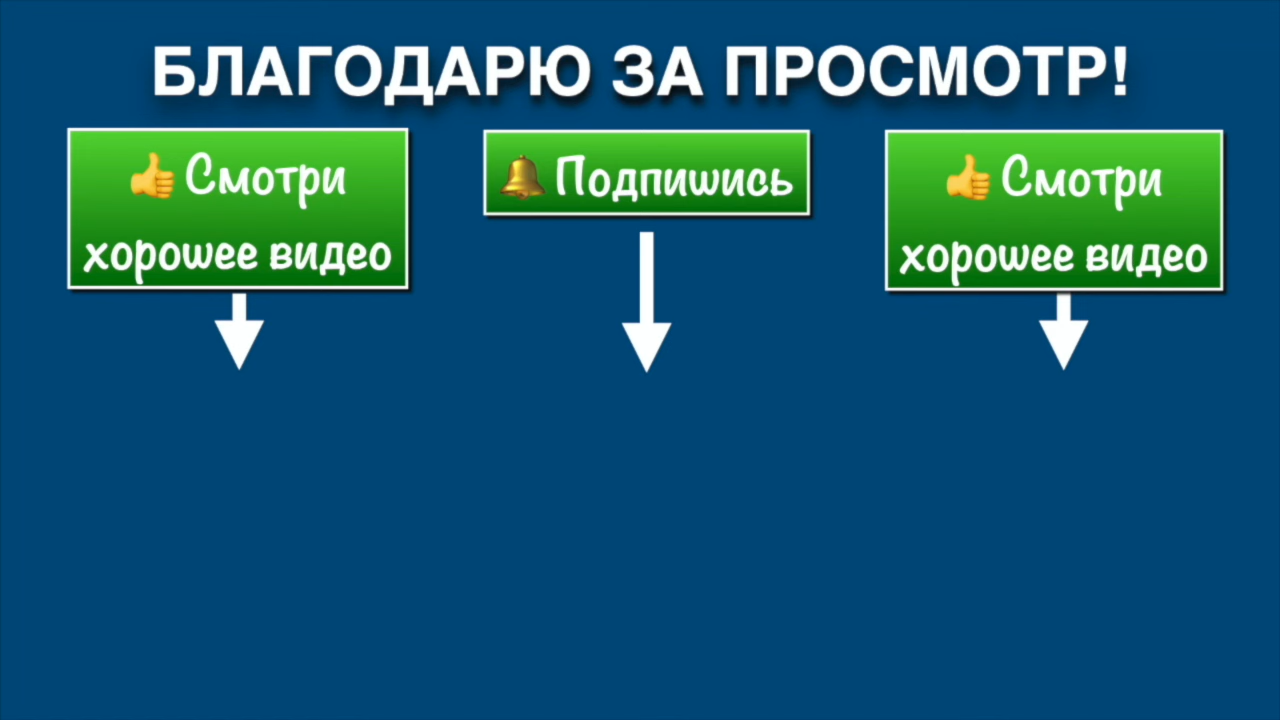 БЛАГОДАРЮ ЗА ПРОСМОТР!
👍 Смотри
хорошее видео
🔔 Подпишись
👍 Смотри
хорошее видео